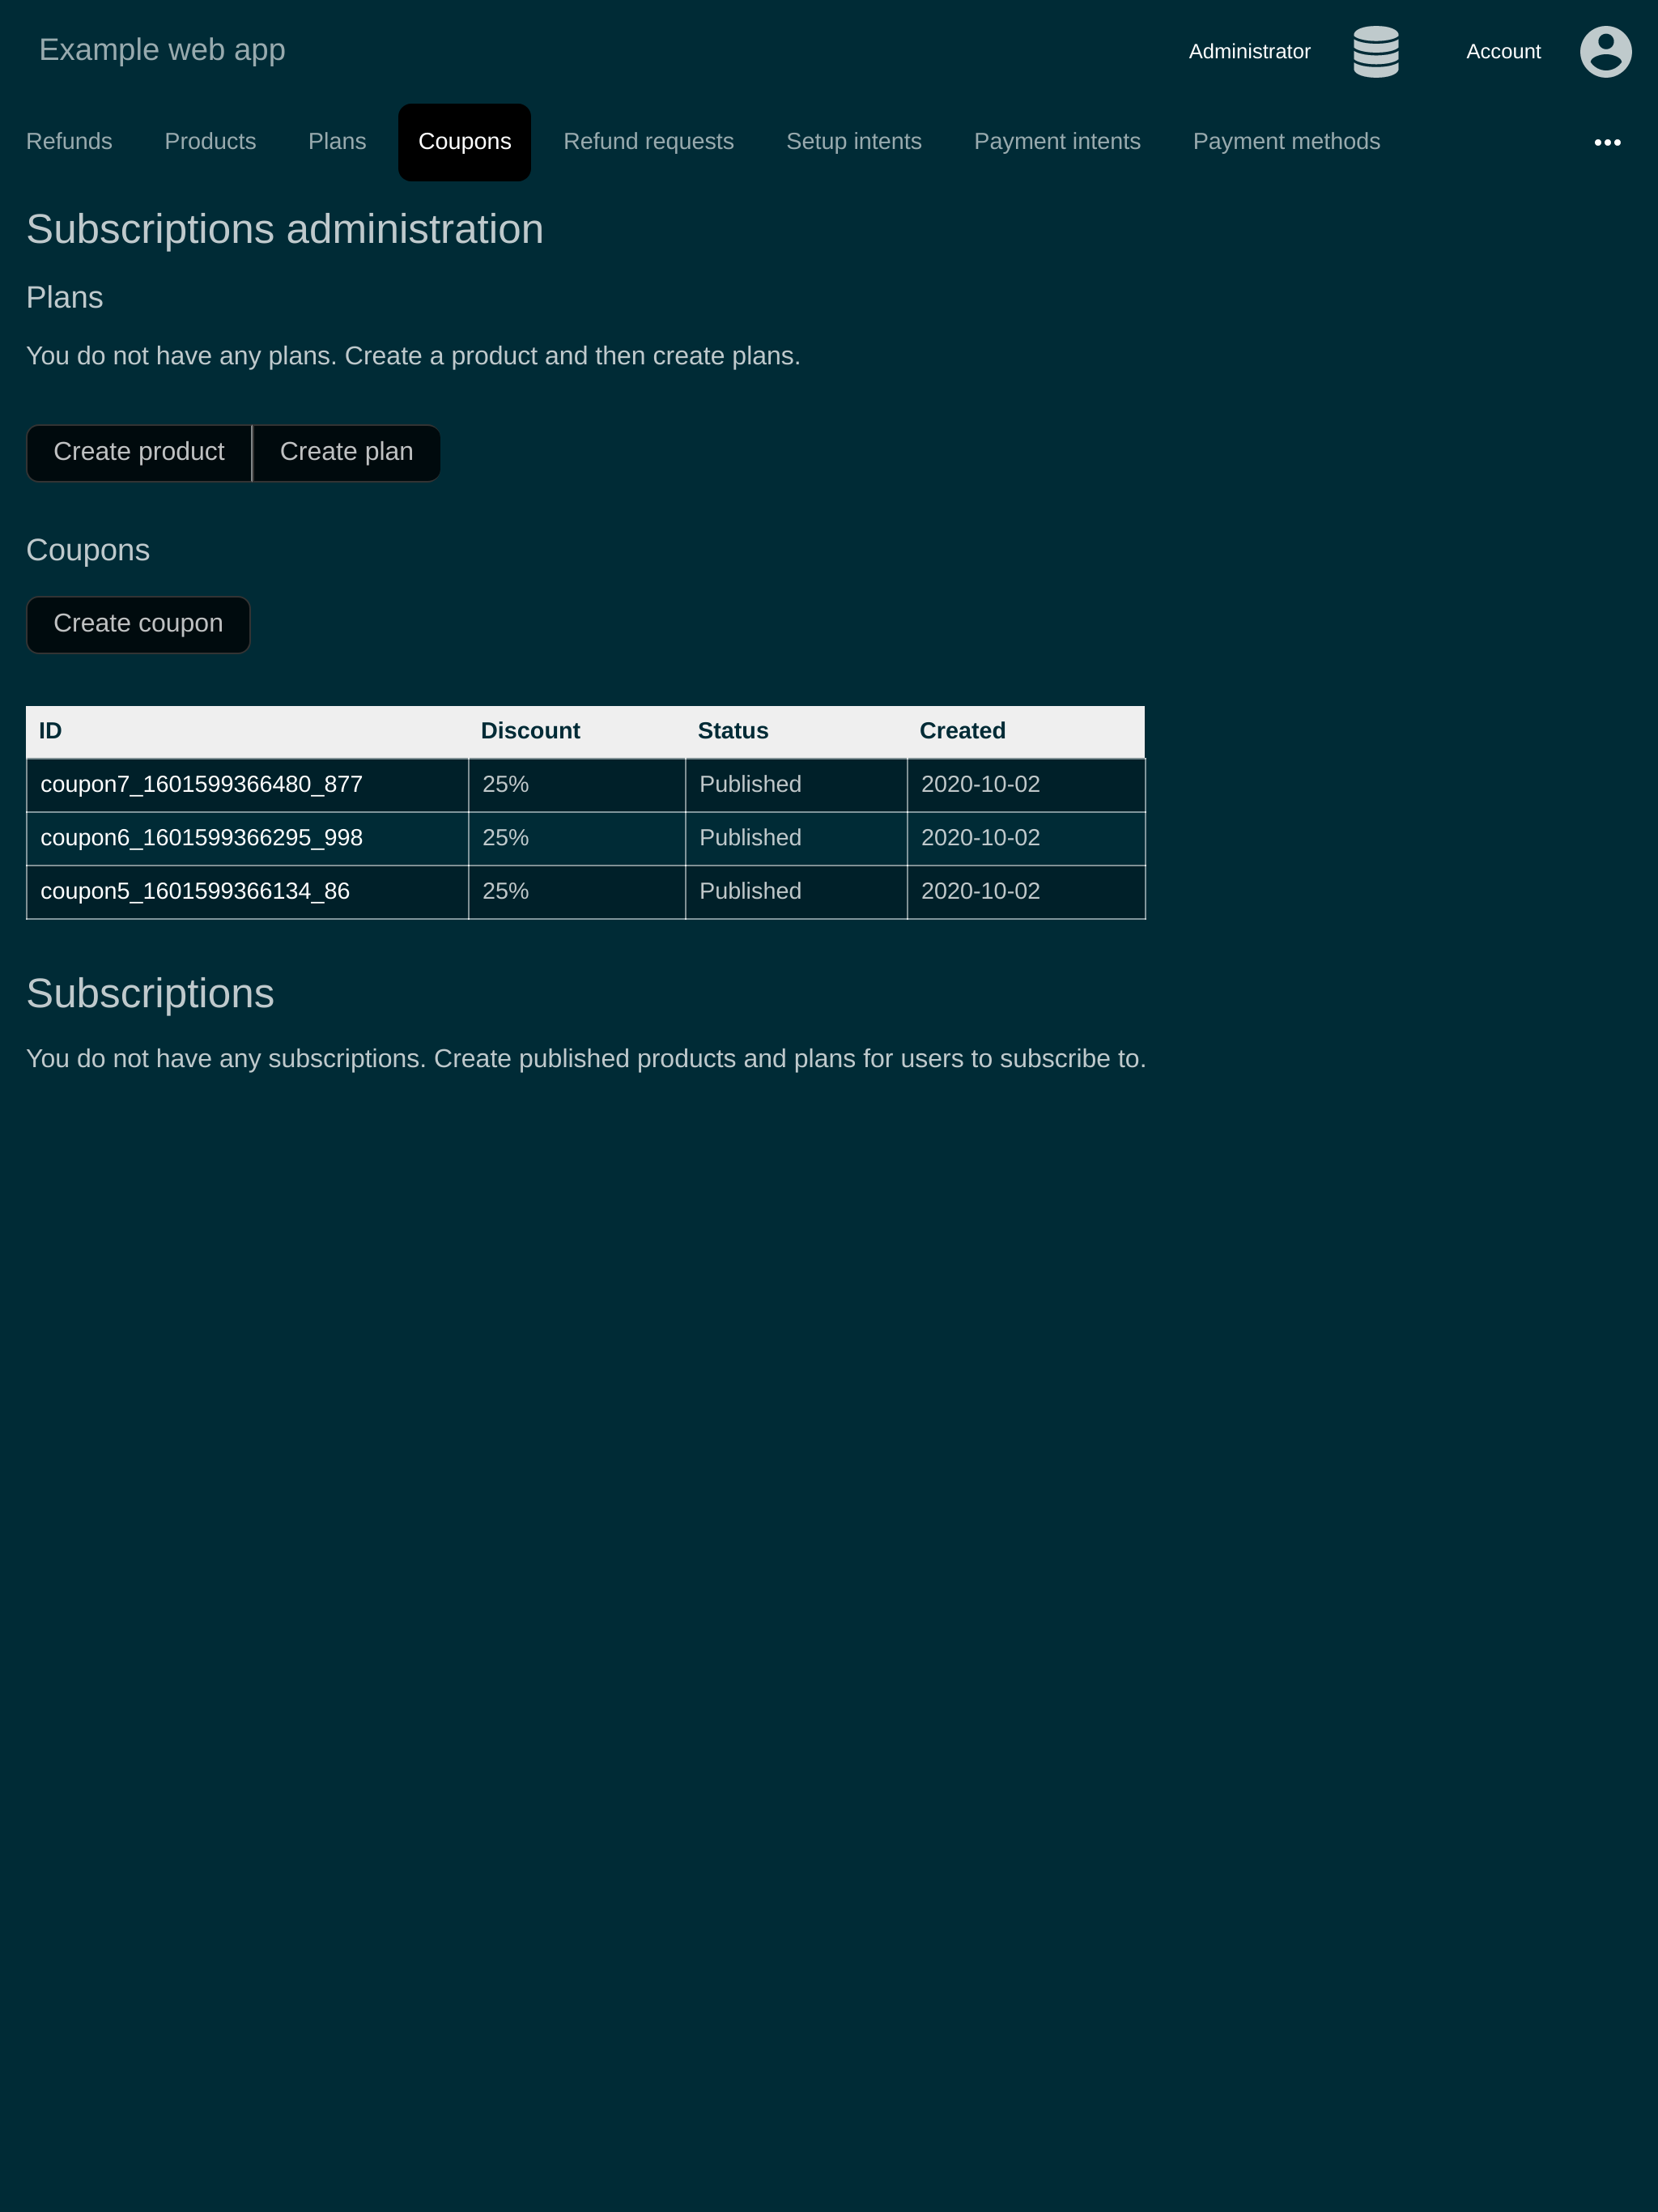 Example web app Administrator Account
Refunds Products Plans Coupons Refund requests Setup intents Payment intents Payment methods •••
Subscriptions administration
Plans
You do not have any plans. Create a product and then create plans.
Create product Create plan
Coupons
Create coupon
ID Discount Status Created
coupon7_1601599366480_877 25% Published 2020-10-02
coupon6_1601599366295_998 25% Published 2020-10-02
coupon5_1601599366134_86 25% Published 2020-10-02
Subscriptions
You do not have any subscriptions. Create published products and plans for users to subscribe to.